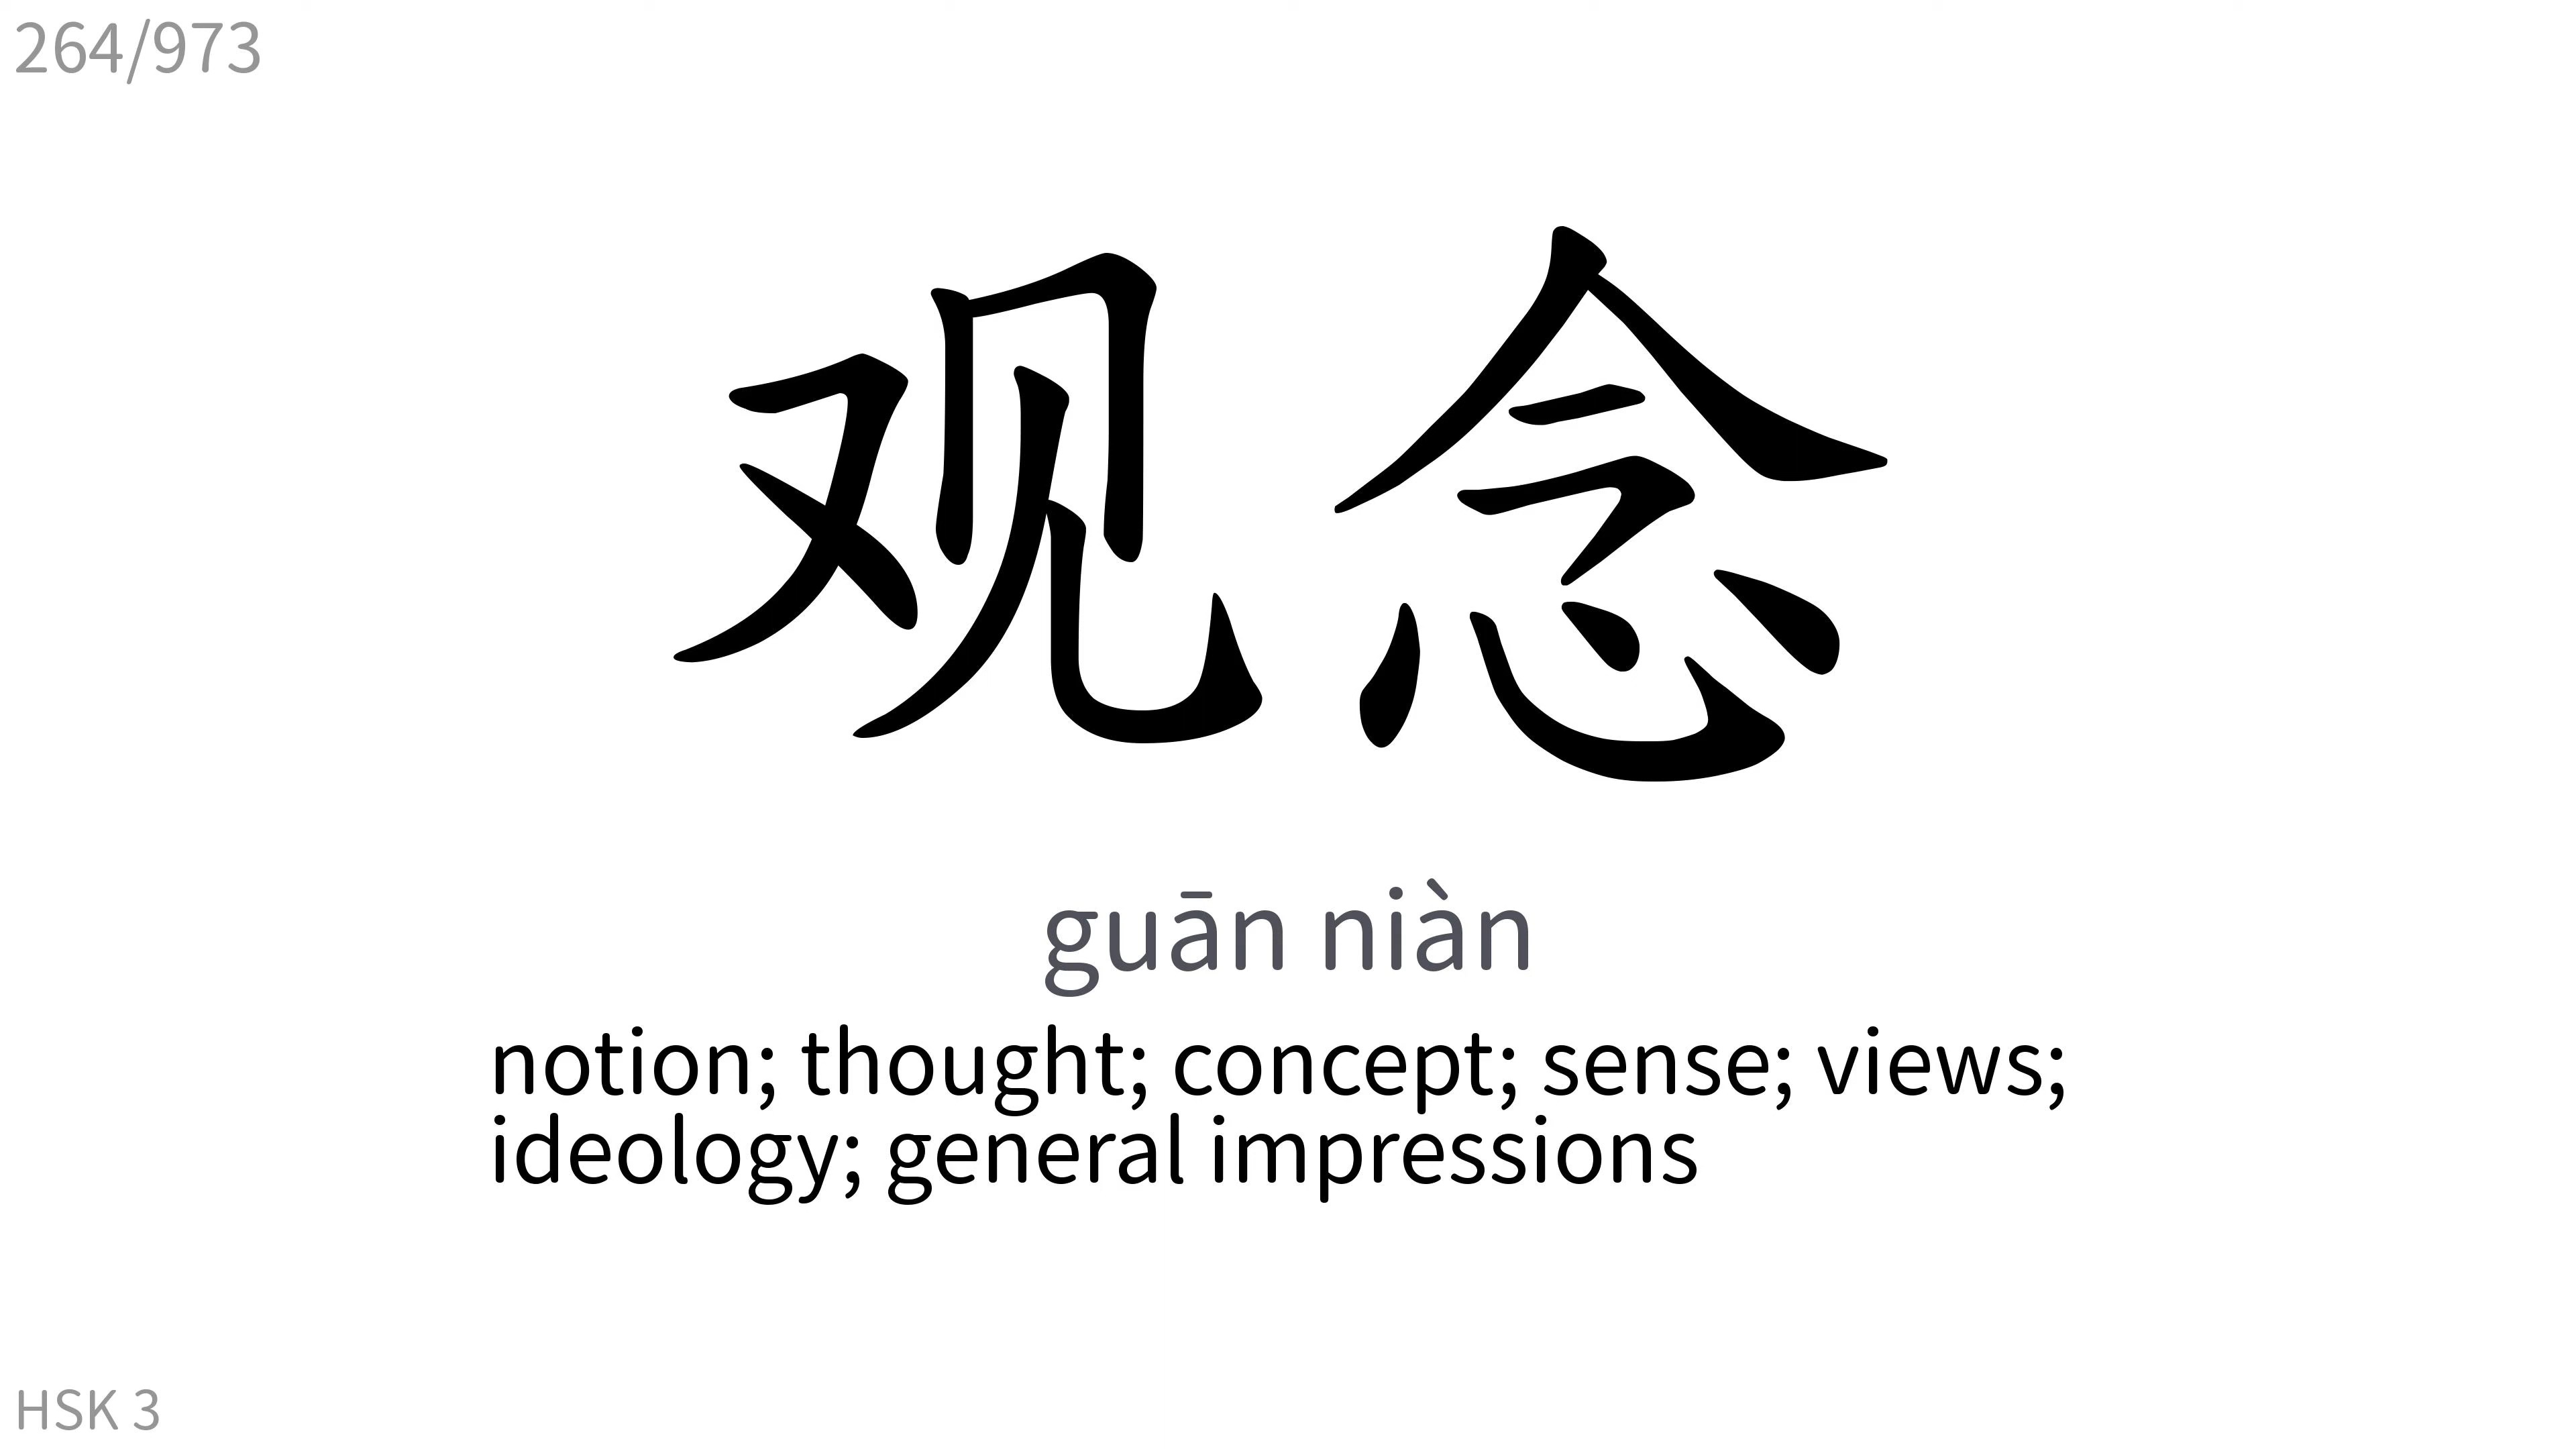 264/973
观念
guān niàn
notion; thought; concept; sense; views;
ideology; general impressions
HSK 3